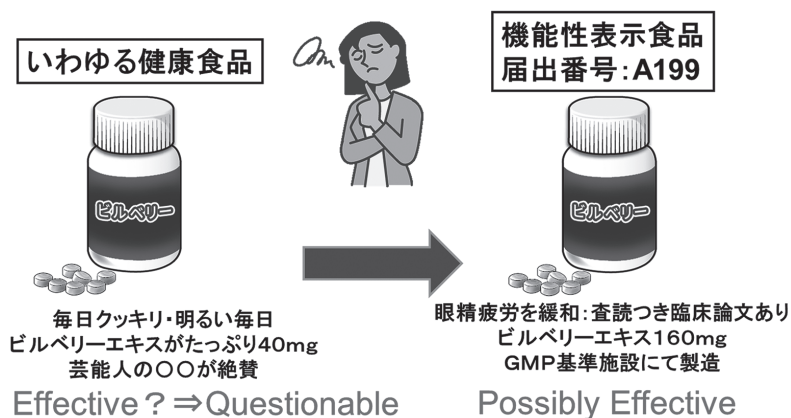 いわゆる健康食品
機能性表示食品
届出番号：A199
ビルベリー
ビルベリー
毎日クッキリ・明るい毎日
ビルベリーエキスがたっぷり40mg
芸能人の〇〇が絶賛
Effective？⇒Questionable
眼精疲労を緩和：査読つき臨床論文あり
ビルベリーエキス160mg
GMP基準施設にて製造
Possibly Effective